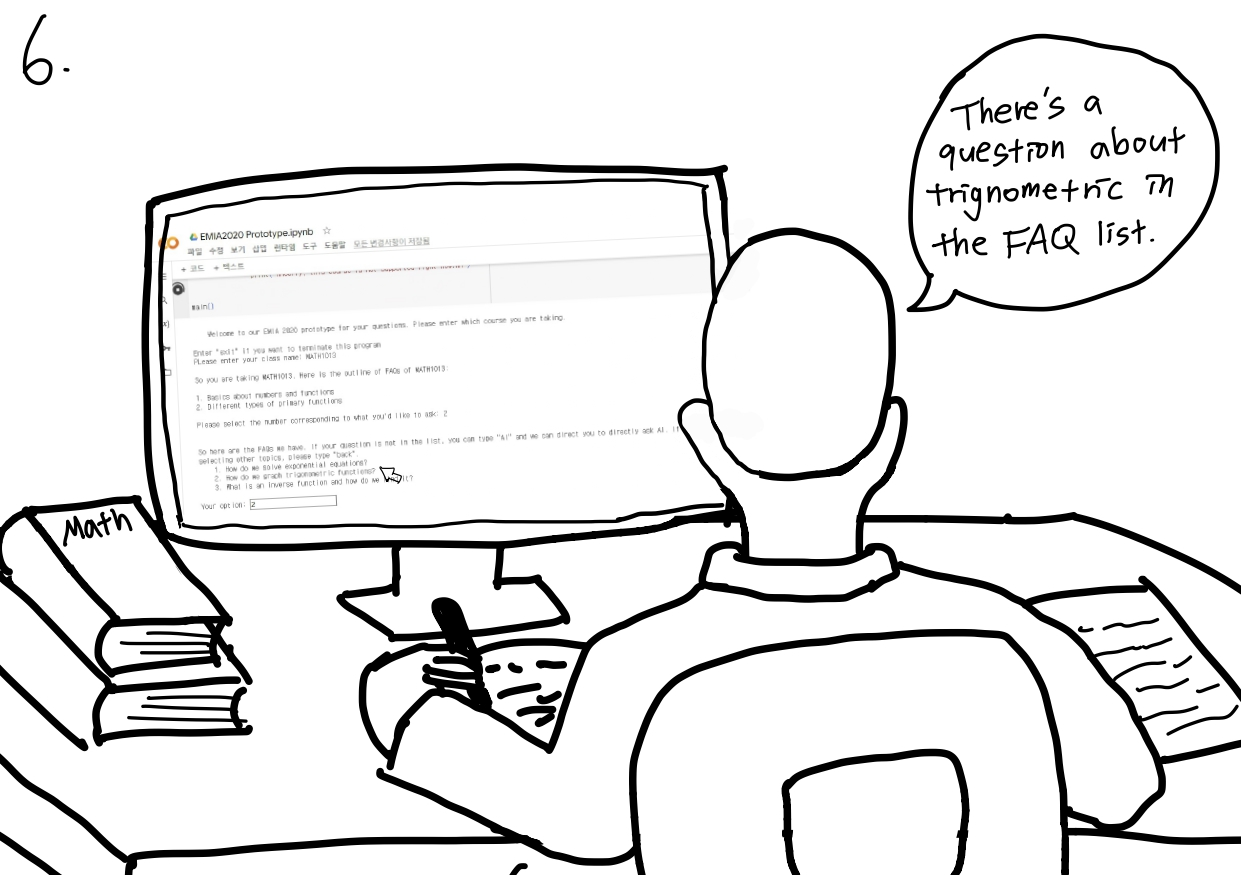 6.
There's a
question about
trignometric in
the FAQ list.
EMIA2020 Prototype.ipynb
파일 수정 보기 삽입 런타임 도구 도움말 모든 변경사항이 저장됨
+ 코드 + 텍스트
main()
Welcome to our EMIA 2020 prototype for your questions. Please enter which course you are taking.
Enter "exit" if you want to terminate this program
PLease enter your class name: MATH1013
So you are taking MATH1013. Here is the outline of FAQs of MATH1013:
1. Basics about numbers and functions
2. Different types of primary functions
Please select the number corresponding to what you'd like to ask: 2
So here are the FAQs we have. If your question is not in the list, you can type "AI" and we can direct you to directly ask AI. If
selecting other topics, please type "back".
1. How do we solve exponential equations?
2. How do we graph trigonometric functions?
3. What is an inverse function and how do we it?
Your option: 2
Math